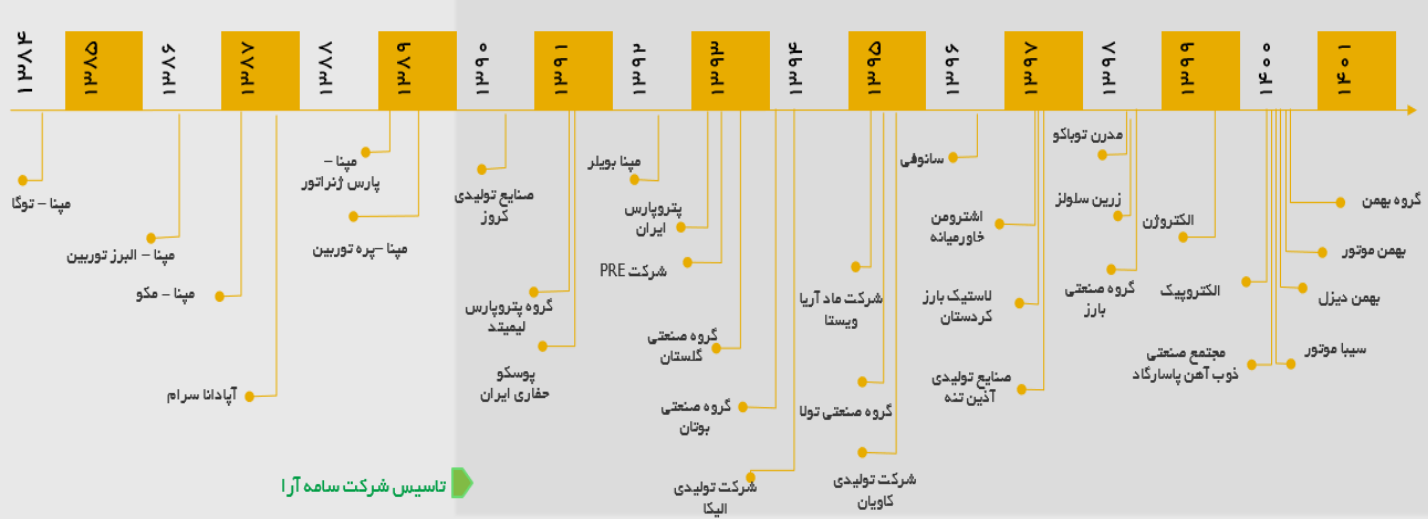 ۱۳۸۴
۱۳۸۵
۱۳۸۶
۱۳۸۷
۱۳۸۸
۱۳۸۹
۱۳۹۰
۱۳۹۱
۱۳۹۲
۱۳۹۳
۱۳۹۴
۱۳۹۵
۱۳۹۶
۱۳۹۷
۱۳۹۸
۱۳۹۹
۱۴۰۰
۱۴۰۱
مپنا – توگا
مپنا – البرز توربین
مپنا – مکو
آپادانا سرام
مپنا –
پارس ژنراتور
مپنا –پره توربین
صنایع تولیدی
کروز
گروه پتروپارس
لیمیتد
پوسکو
حفاری ایران
مپنا بویلر
پتروپارس
ایران
شرکت PRE
گروه صنعتی
گلستان
گروه صنعتی
بوتان
شرکت تولیدی
الیکا
شرکت ماد آریا
ویستا
گروه صنعتی تولا
شرکت تولیدی
کاویان
سانوفی
اشترومن
خاورمیانه
لاستیک بارز
کردستان
صنایع تولیدی
آذین تنه
مدرن توباکو
زرین سلولز
گروه صنعتی
بارز
الکتروژن
الکتروپیک
مجتمع صنعتی
ذوب آهن پاسارگاد
گروه بهمن
بهمن موتور
بهمن دیزل
سیبا موتور
تاسیس شرکت سامه آرا